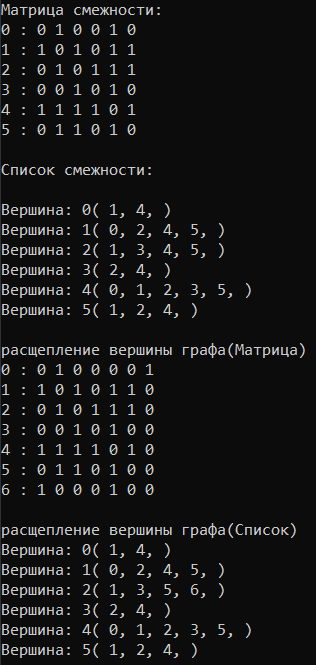 Матрица смежности:
0 : 0 1 0 0 1 0
1 : 1 0 1 0 1 1
2 : 0 1 0 1 1 1
3 : 0 0 1 0 1 0
4 : 1 1 1 1 0 1
5 : 0 1 1 0 1 0
Список смежности:
Вершина: 0( 1, 4, )
Вершина: 1( 0, 2, 4, 5, )
Вершина: 2( 1, 3, 4, 5, )
Вершина: 3( 2, 4, )
Вершина: 4( 0, 1, 2, 3, 5, )
Вершина: 5( 1, 2, 4, )
расщепление вершины графа(Матрица)
0 : 0 1 0 0 0 0 1
1 : 1 0 1 0 1 1 0
2 : 0 1 0 1 1 1 0
3 : 0 0 1 0 1 0 0
4 : 1 1 1 1 0 1 0
5 : 0 1 1 0 1 0 0
6 : 1 0 0 0 1 0 0
расщепление вершины графа(Список)
Вершина: 0( 1, 4, )
Вершина: 1( 0, 2, 4, 5, )
Вершина: 2( 1, 3, 5, 6, )
Вершина: 3( 2, 4, )
Вершина: 4( 0, 1, 2, 3, 5, )
Вершина: 5( 1, 2, 4, )